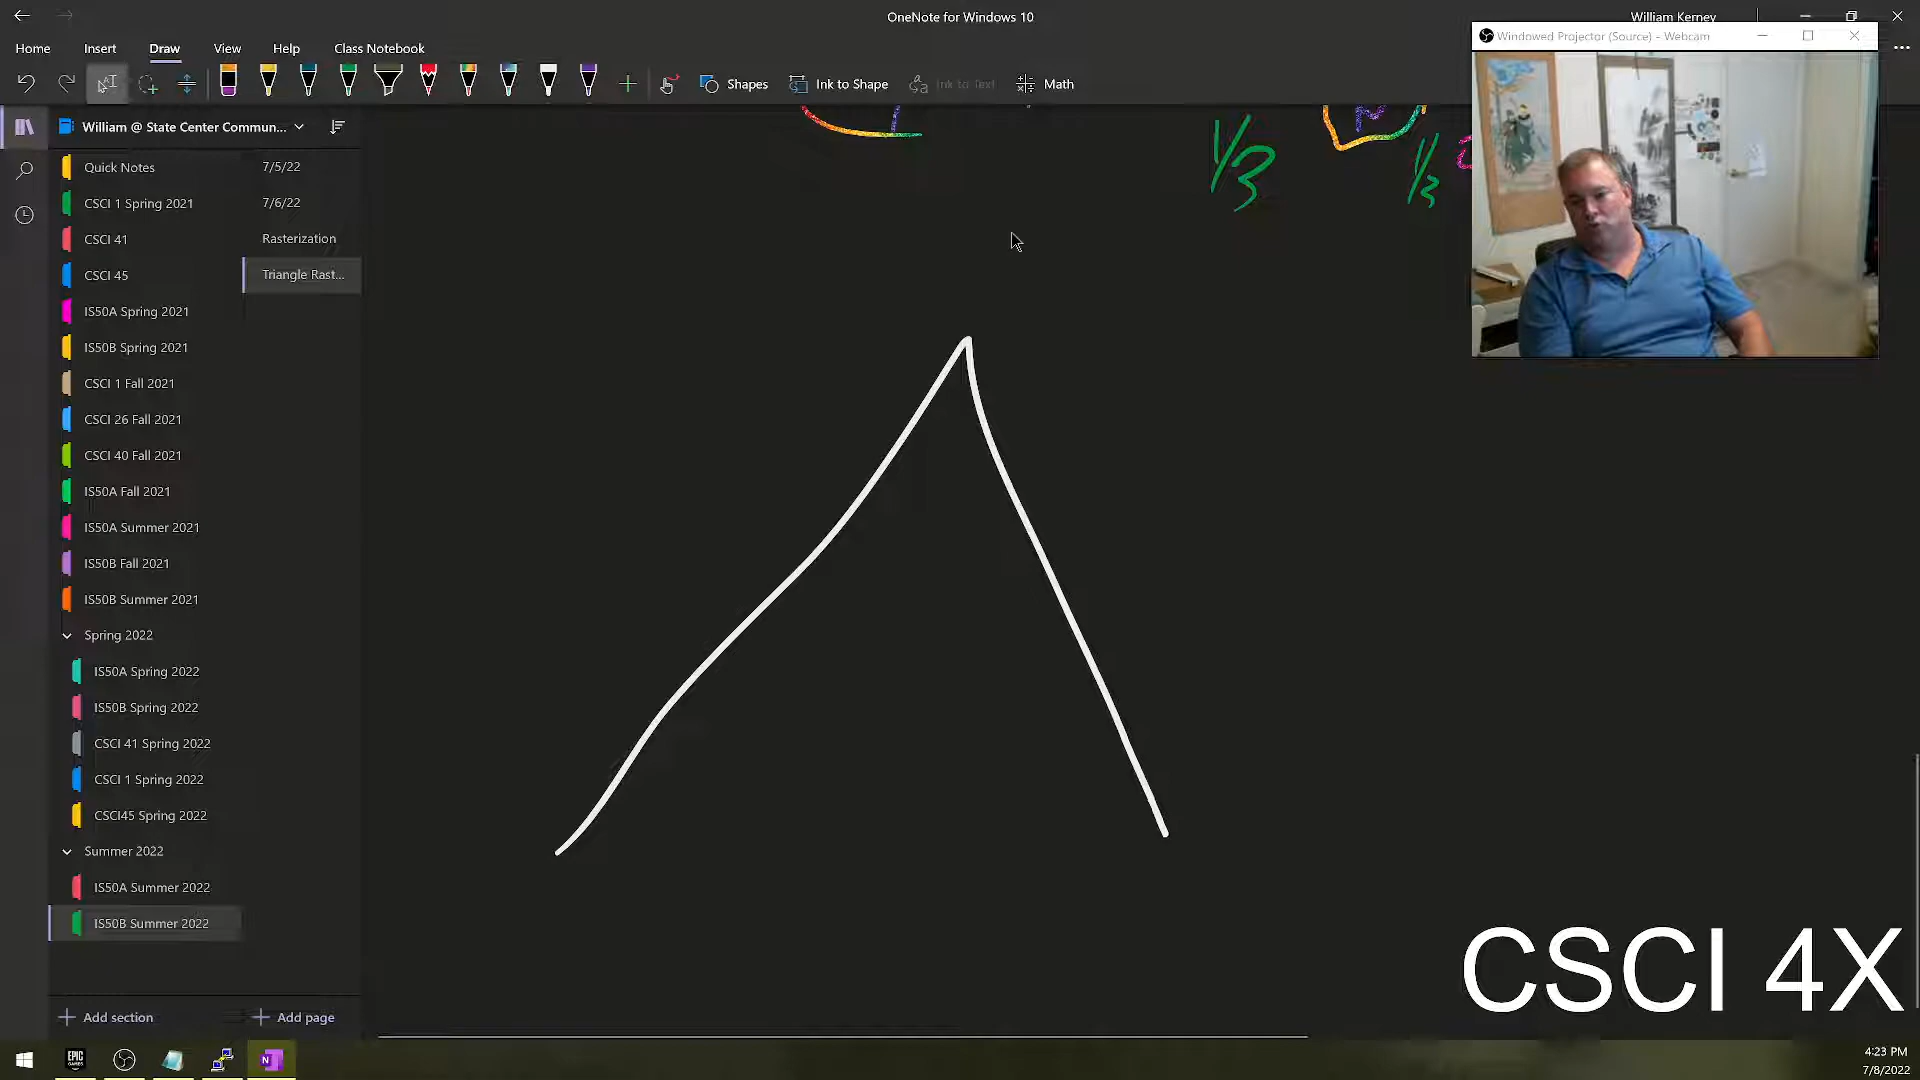 OneNote for Windows 10
William Kerney
Home Insert Draw View Help Class Notebook
Windowed Projector (Source) - Webcam
Shapes Ink to Shape Ink to Text Math
William @ State Center Commun...
Quick Notes
CSCI 1 Spring 2021
CSCI 41
CSCI 45
IS50A Spring 2021
IS50B Spring 2021
CSCI 1 Fall 2021
CSCI 26 Fall 2021
CSCI 40 Fall 2021
IS50A Fall 2021
IS50A Summer 2021
IS50B Fall 2021
IS50B Summer 2021
Spring 2022
IS50A Spring 2022
IS50B Spring 2022
CSCI 41 Spring 2022
CSCI 1 Spring 2022
CSCI45 Spring 2022
Summer 2022
IS50A Summer 2022
IS50B Summer 2022
Add section
7/5/22
7/6/22
Rasterization
Triangle Rast...
Add page
1/3
1/3
CSCI 4X
EPIC GAMES
N
4:23 PM
7/8/2022